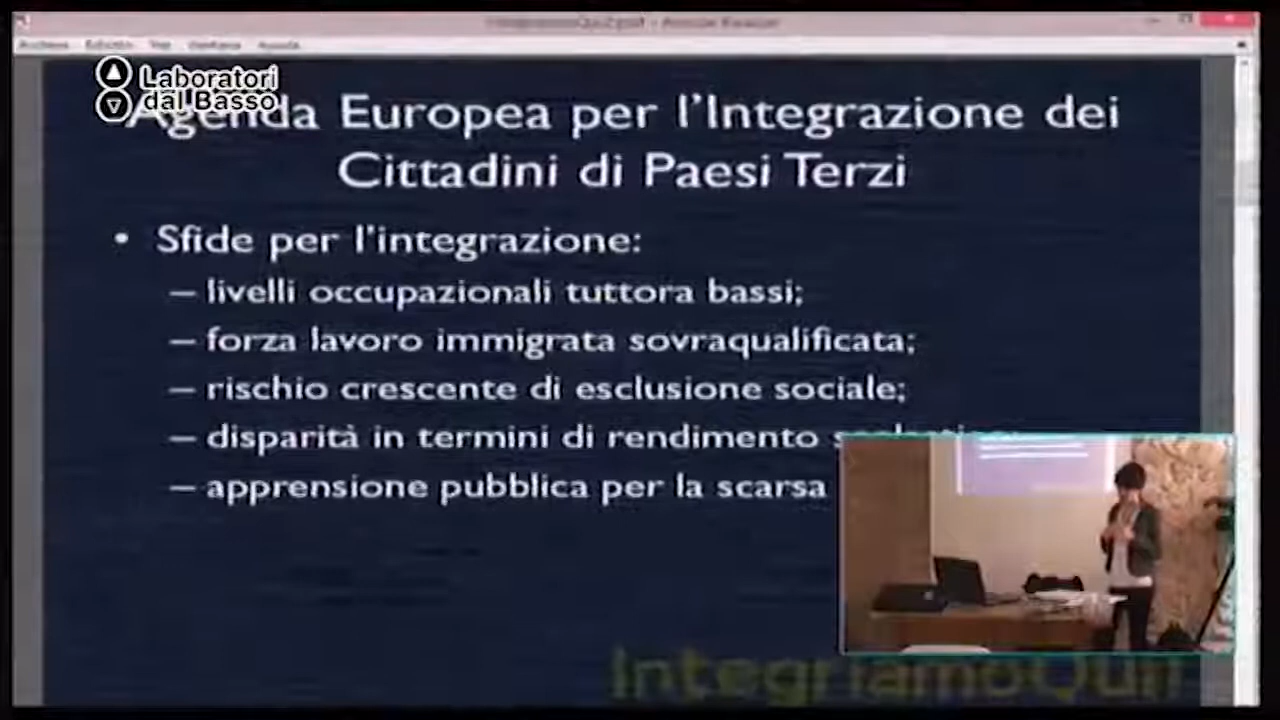 Laboratori
dal Basso
Agenda Europea per l'Integrazione dei
Cittadini di Paesi Terzi
• Sfide per l'integrazione:
– livelli occupazionali tuttora bassi;
– forza lavoro immigrata sovraqualificata;
– rischio crescente di esclusione sociale;
– disparità in termini di rendimento
– apprensione pubblica per la scarsa